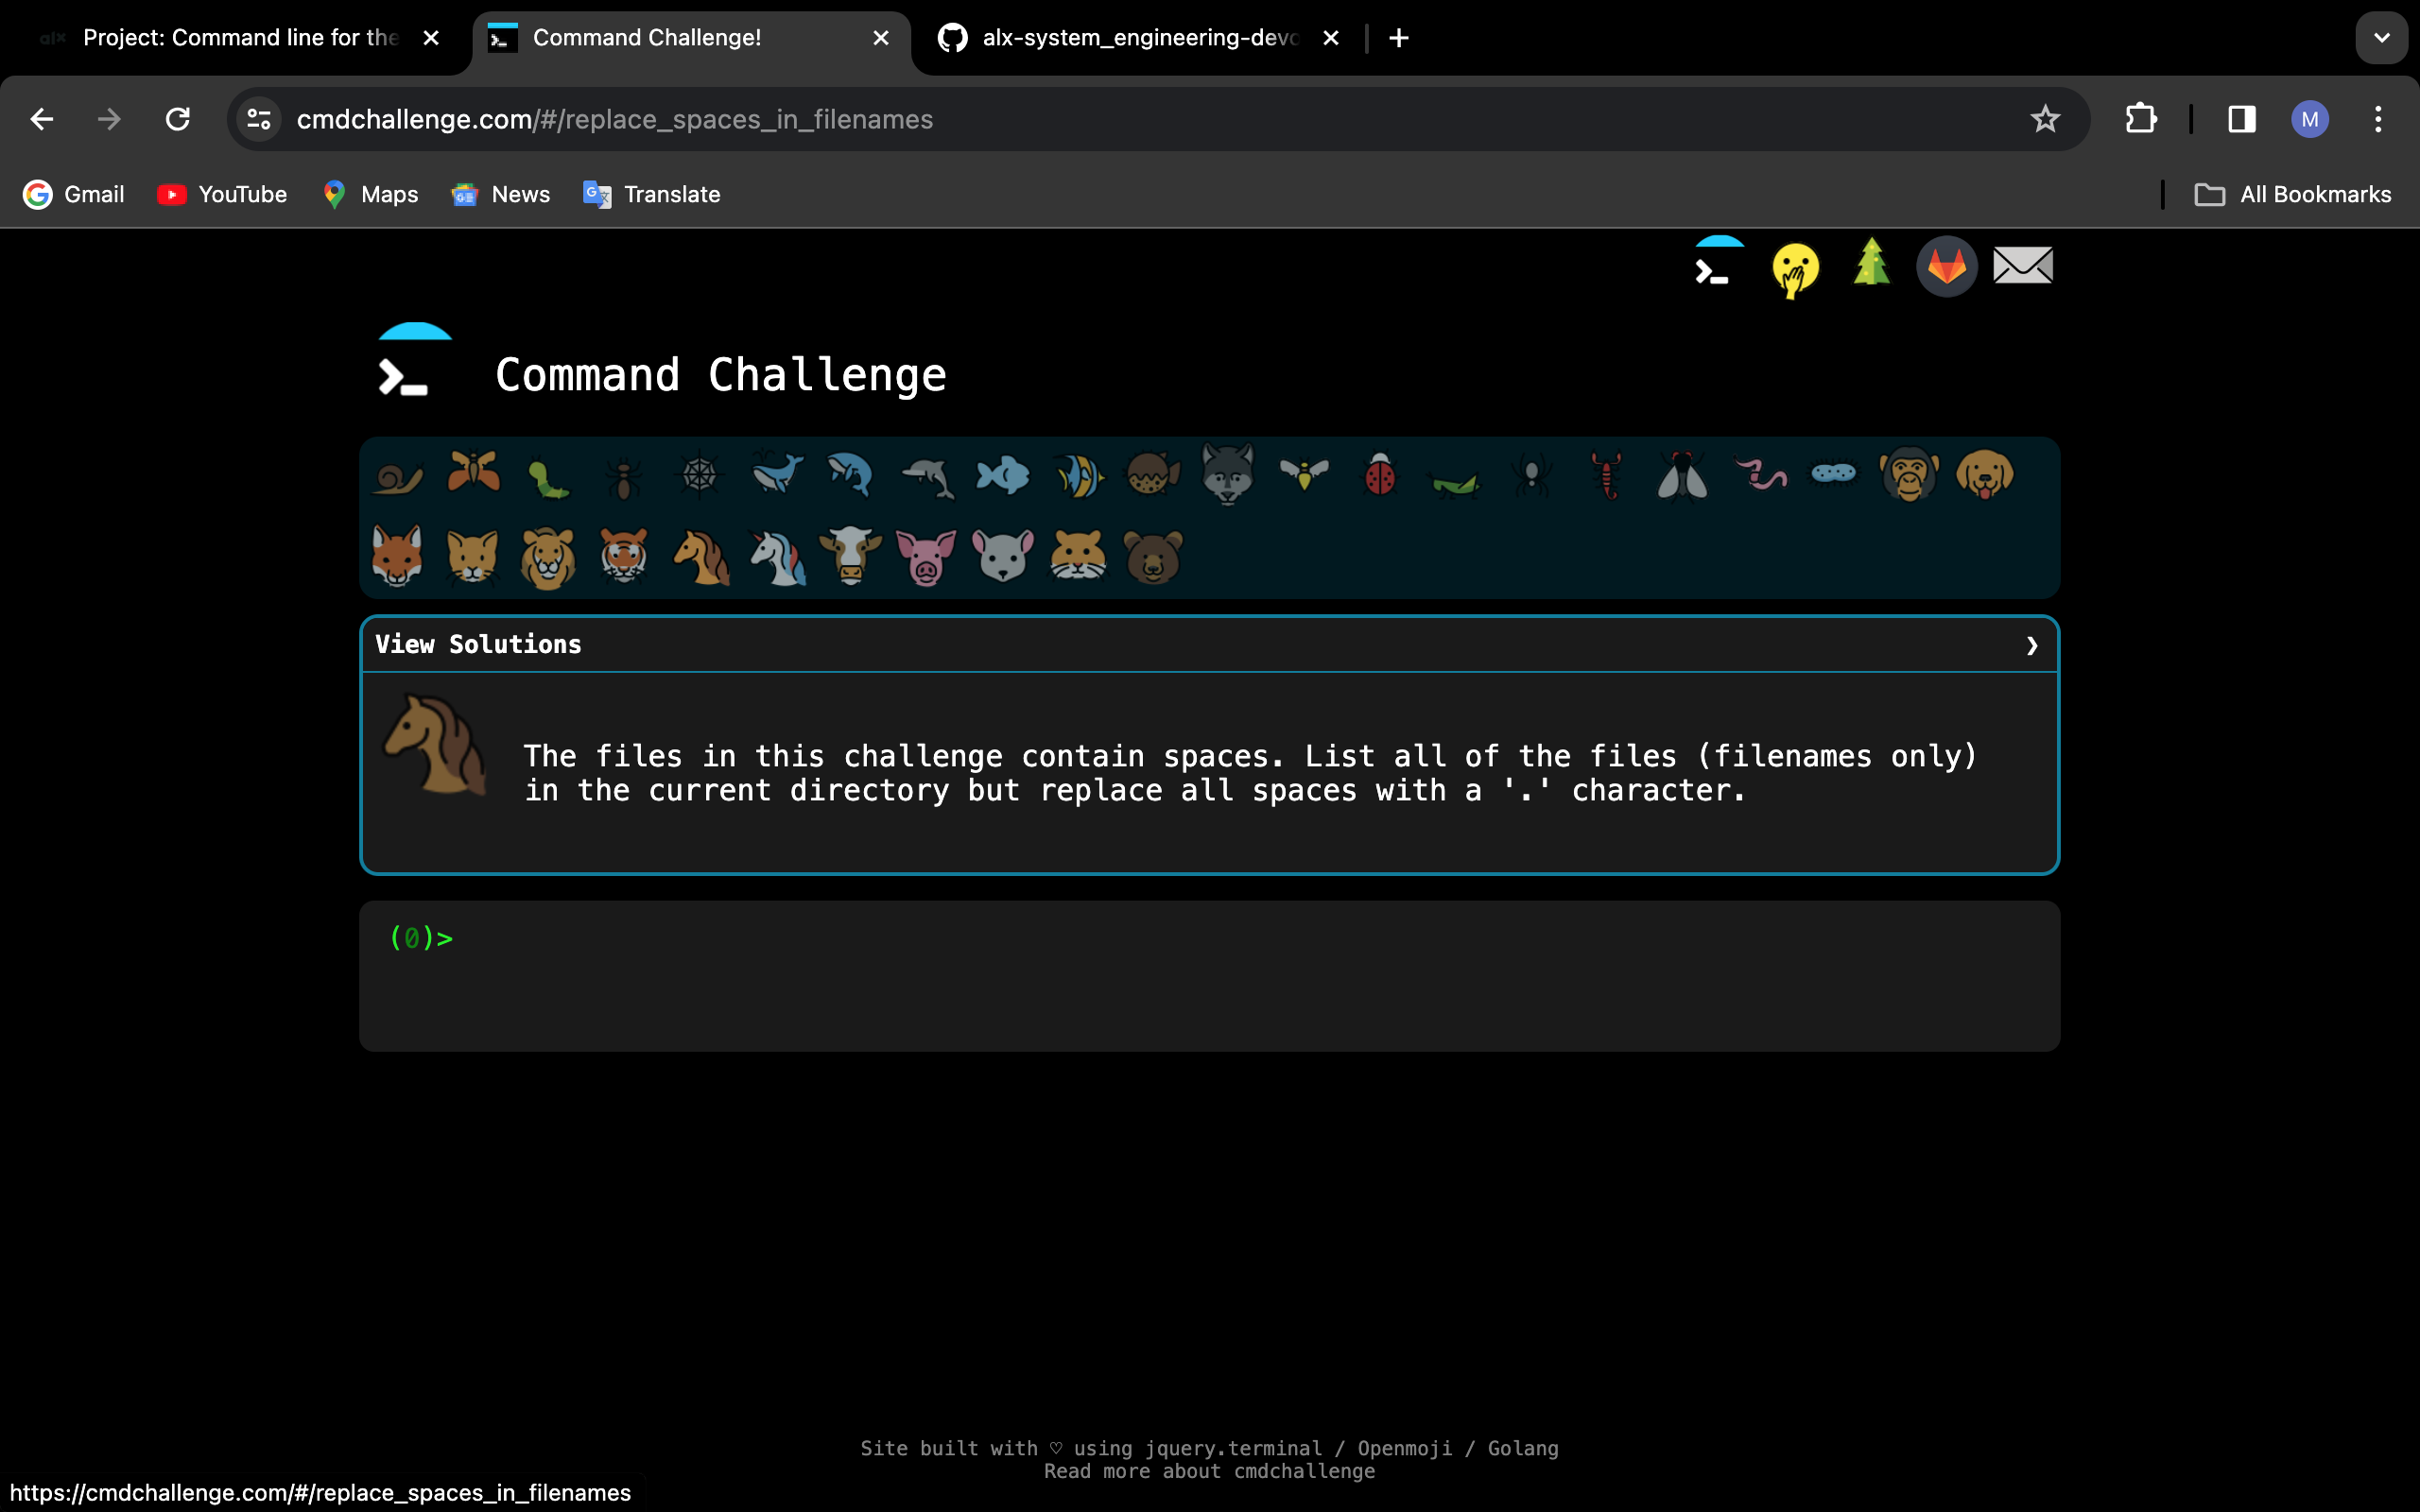 alx Project: Command line for the
Command Challenge!
alx-system_engineering-devo
cmdchallenge.com/#/replace_spaces_in_filenames
M
Gmail
YouTube
Maps
News
Translate
All Bookmarks
Command Challenge
View Solutions
The files in this challenge contain spaces. List all of the files (filenames only)
in the current directory but replace all spaces with a '.' character.
(0)>
Site built with ♡ using jquery.terminal / Openmoji / Golang
Read more about cmdchallenge
https://cmdchallenge.com/#/replace_spaces_in_filenames